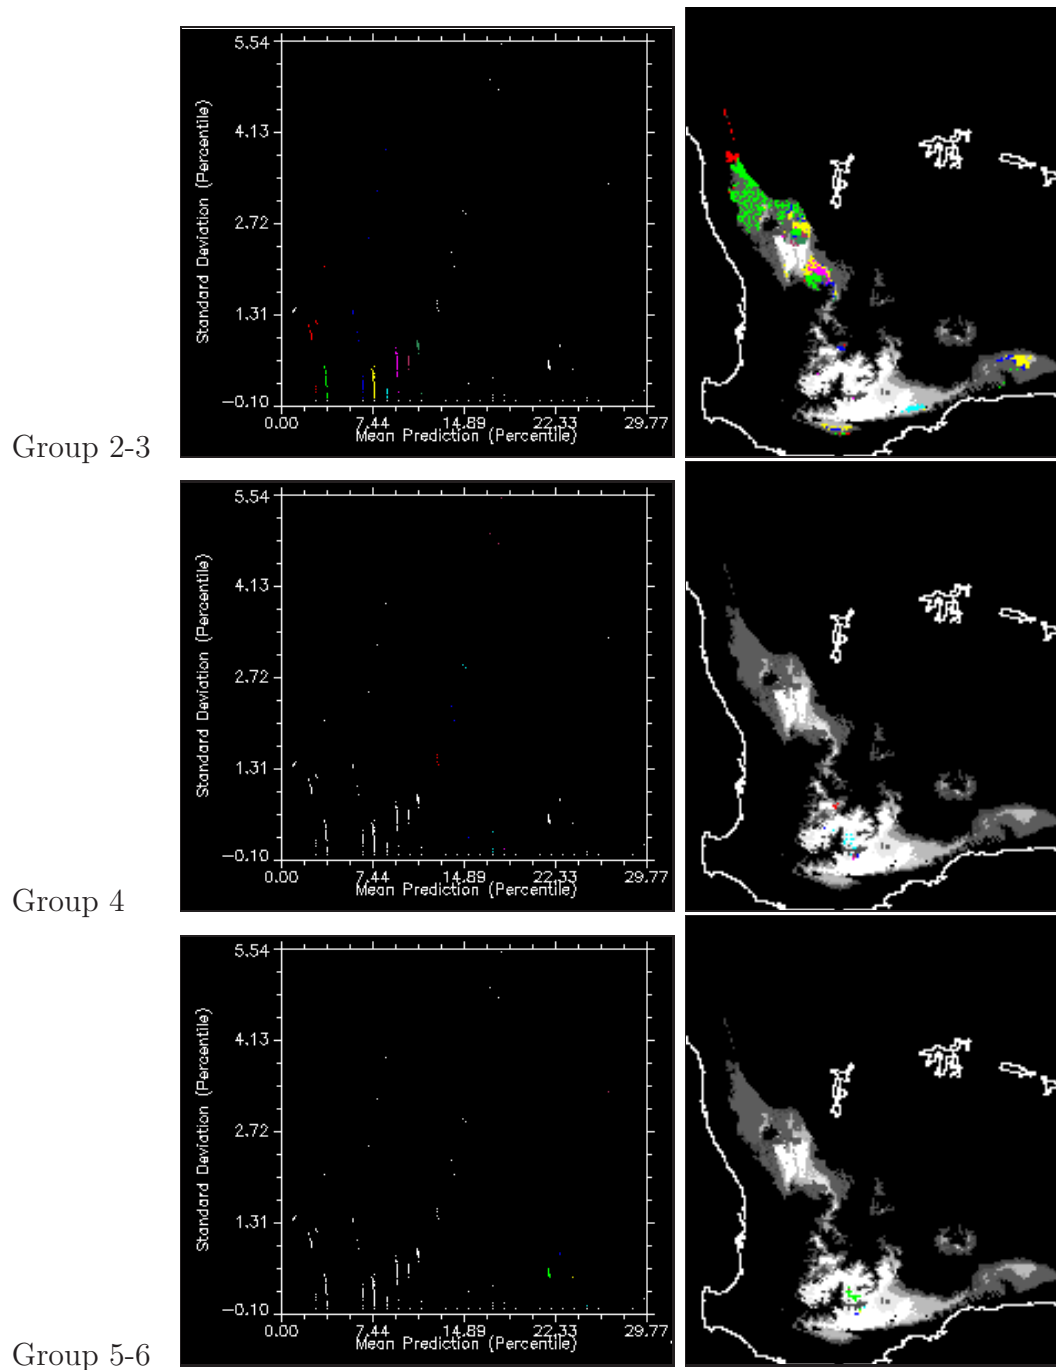 5.54
4.13
2.72
1.31
-0.10
0.00 7.44 14.89 22.33 29.77
Mean Prediction (Percentile)
Standard Deviation (Percentile)
Group 2-3
5.54
4.13
2.72
1.31
-0.10
0.00 7.44 14.89 22.33 29.77
Mean Prediction (Percentile)
Standard Deviation (Percentile)
Group 4
5.54
4.13
2.72
1.31
-0.10
0.00 7.44 14.89 22.33 29.77
Mean Prediction (Percentile)
Standard Deviation (Percentile)
Group 5-6